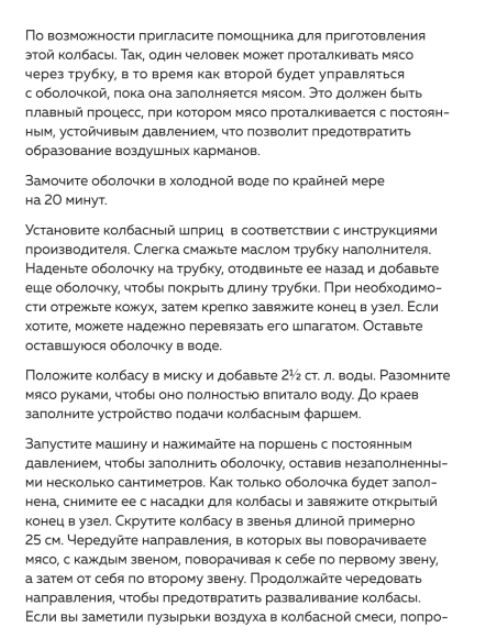 По возможности пригласите помощника для приготовления
этой колбасы. Так, один человек может проталкивать мясо
через трубку, в то время как второй будет управляться
с оболочкой, пока она заполняется мясом. Это должен быть
плавный процесс, при котором мясо проталкивается с постоян-
ным, устойчивым давлением, что позволит предотвратить
образование воздушных карманов.
Замочите оболочки в холодной воде по крайней мере
на 20 минут.
Установите колбасный шприц  в соответствии с инструкциями
производителя. Слегка смажьте маслом трубку наполнителя.
Наденьте оболочку на трубку, отодвиньте ее назад и добавьте
еще оболочку, чтобы покрыть длину трубки. При необходимо-
сти отрежьте кожух, затем крепко завяжите конец в узел. Если
хотите, можете надежно перевязать его шпагатом. Оставьте
оставшуюся оболочку в воде.
Положите колбасу в миску и добавьте 2½ ст. л. воды. Разомните
мясо руками, чтобы оно полностью впитало воду. До краев
заполните устройство подачи колбасным фаршем.
Запустите машину и нажимайте на поршень с постоянным
давлением, чтобы заполнить оболочку, оставив незаполненны-
ми несколько сантиметров. Как только оболочка будет запол-
нена, снимите ее с насадки для колбасы и завяжите открытый
конец в узел. Скрутите колбасу в звенья длиной примерно
25 см. Чередуйте направления, в которых вы поворачиваете
мясо, с каждым звеном, поворачивая к себе по первому звену,
а затем от себя по второму звену. Продолжайте чередовать
направления, чтобы предотвратить разваливание колбасы.
Если вы заметили пузырьки воздуха в колбасной смеси, попро-